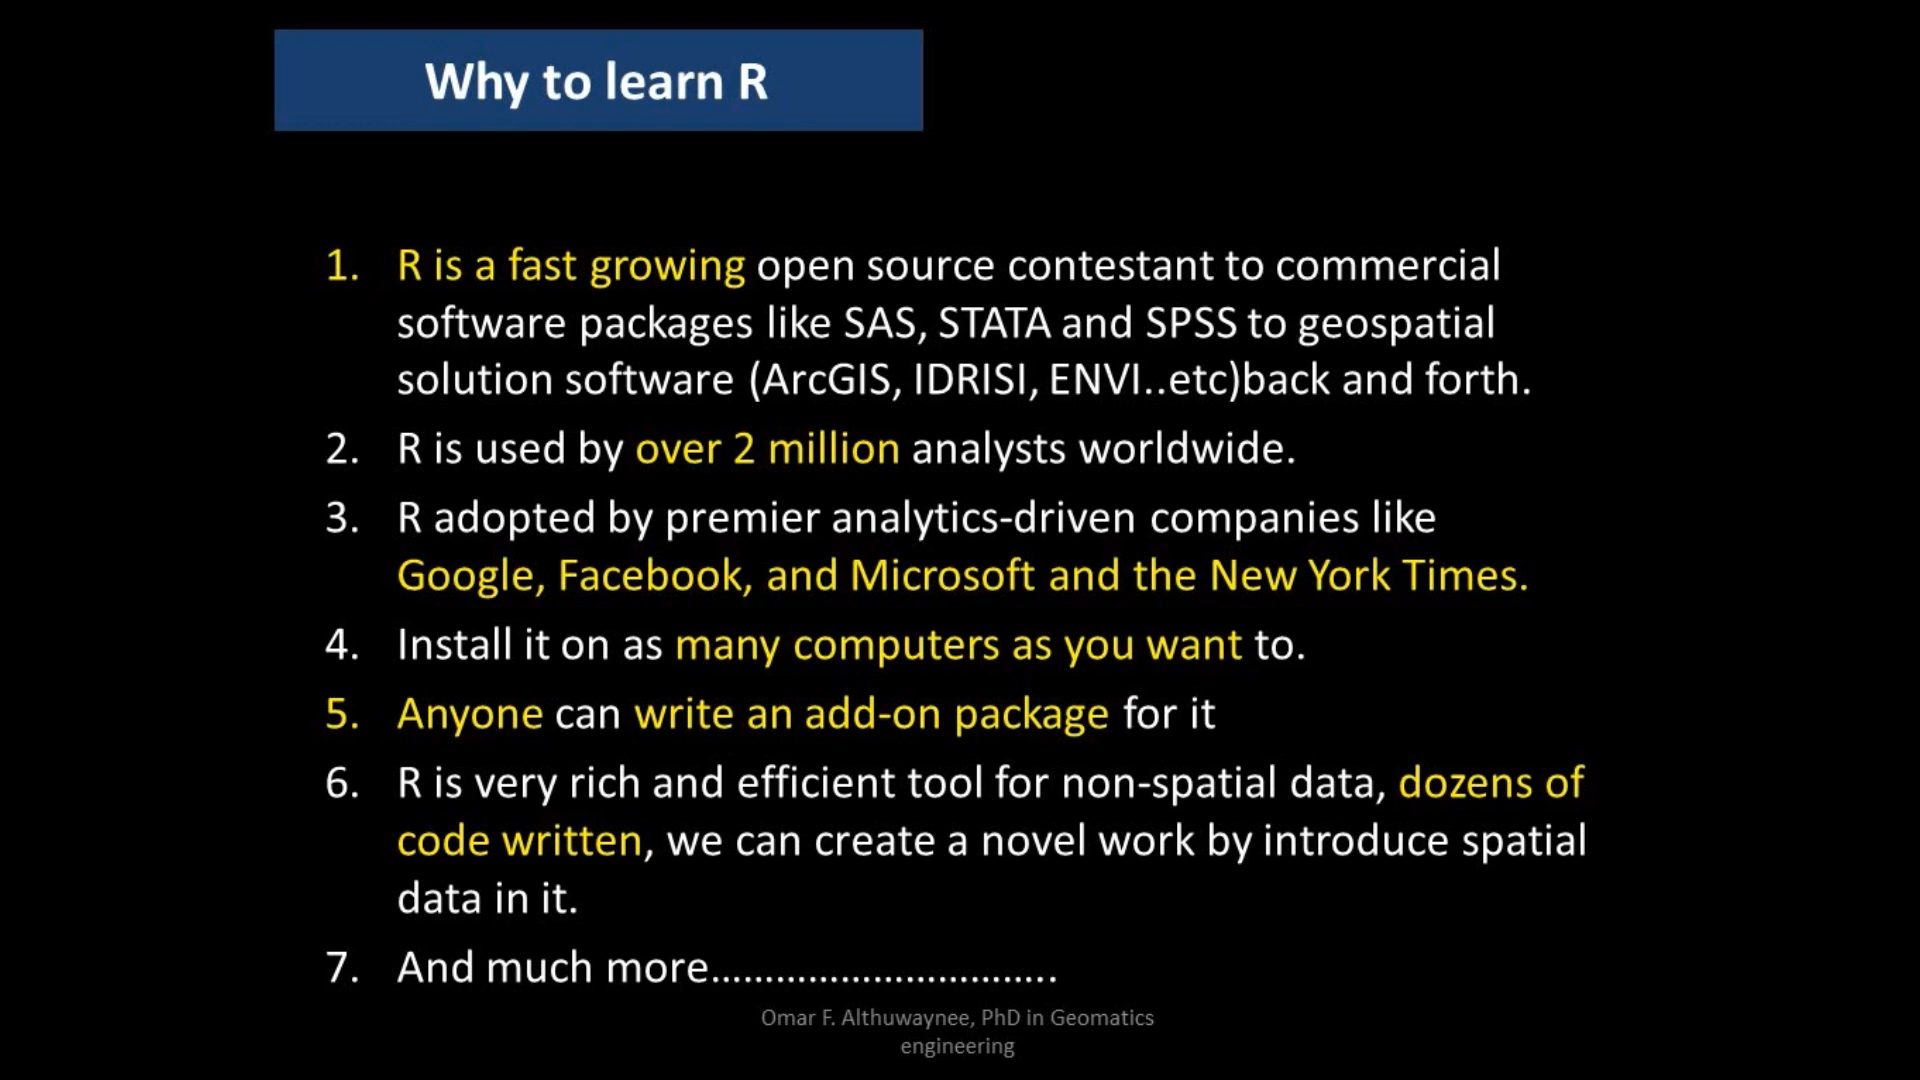 Why to learn R
1. R is a fast growing open source contestant to commercial
software packages like SAS, STATA and SPSS to geospatial
solution software (ArcGIS, IDRISI, ENVI..etc)back and forth.
2. R is used by over 2 million analysts worldwide.
3. R adopted by premier analytics-driven companies like
Google, Facebook, and Microsoft and the New York Times.
4. Install it on as many computers as you want to.
5. Anyone can write an add-on package for it
6. R is very rich and efficient tool for non-spatial data, dozens of
code written, we can create a novel work by introduce spatial
data in it.
7. And much more…………………………..
Omar F. Althuwaynee, PhD in Geomatics
engineering